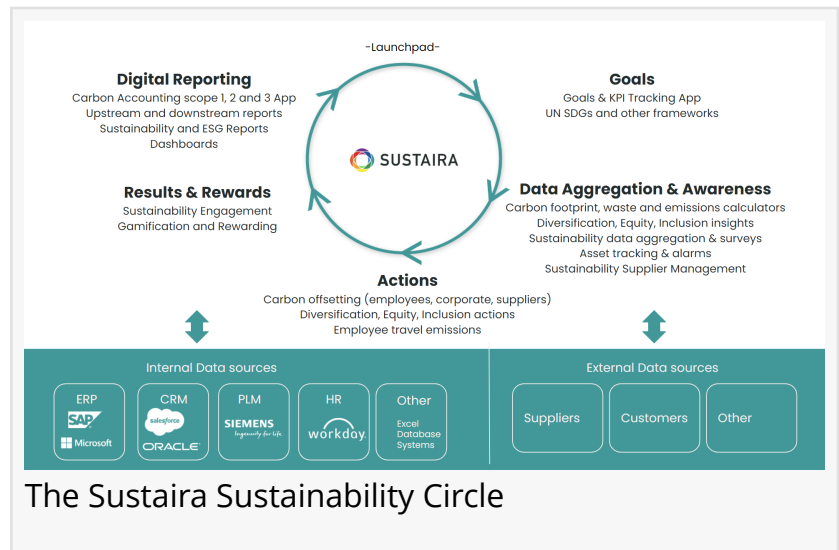 -Launchpad-
Digital Reporting
Carbon Accounting scope 1, 2 and 3 App
Upstream and downstream reports
Sustainability and ESG Reports
Dashboards
Goals
Goals & KPI Tracking App
UN SDGs and other frameworks
SUSTAIRA
Results & Rewards
Sustainability Engagement
Gamification and Rewarding
Data Aggregation & Awareness
Carbon footprint, waste and emissions calculators
Diversification, Equity, Inclusion insights
Sustainability data aggregation & surveys
Asset tracking & alarms
Sustainability Supplier Management
Actions
Carbon offsetting (employees, corporate, suppliers)
Diversification, Equity, Inclusion actions
Employee travel emissions
Internal Data sources
ERP
SAP
Microsoft
CRM
salesforce
ORACLE
PLM
SIEMENS
Ingenuity for life
HR
workday.
Other
Excel
Database
Systems
External Data sources
Suppliers
Customers
Other
The Sustaira Sustainability Circle